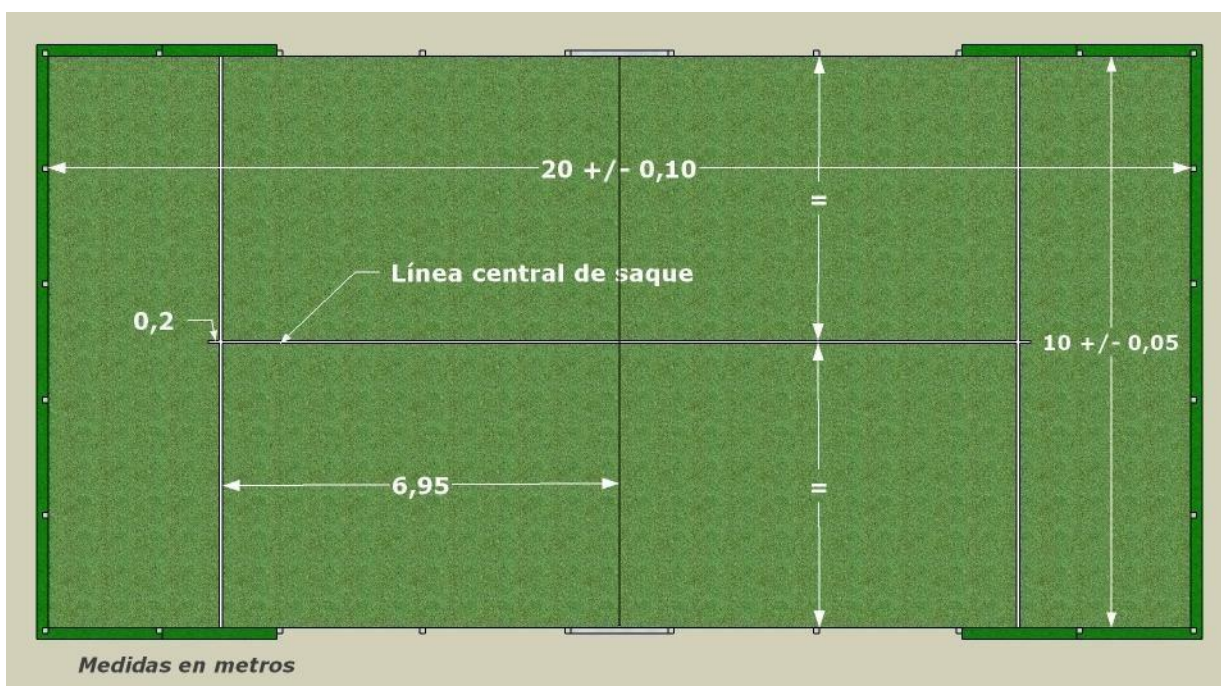 20 +/- 0,10
=
Línea central de saque
0,2
10 +/- 0,05
6,95
=
Medidas en metros